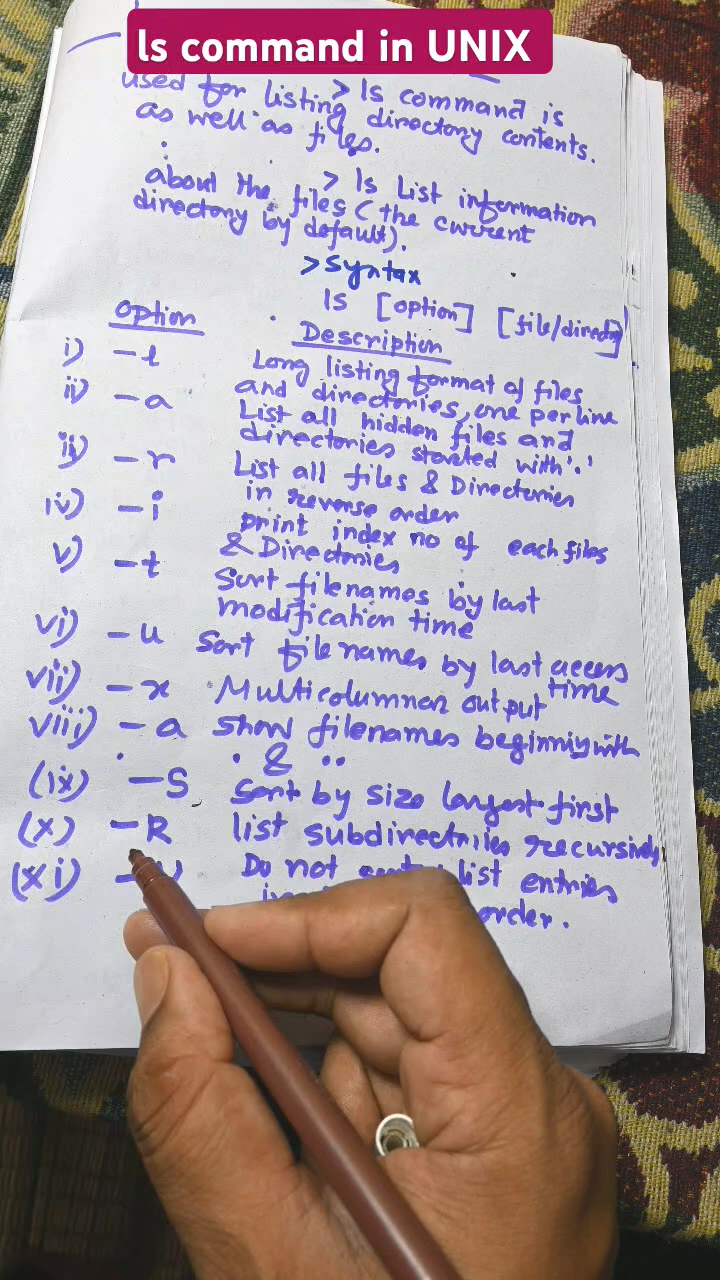 ls command in UNIX
> ls command is
used for listing directory contents.
as well as files.
> ls List information
about the files (the current
directory by default).
> Syntax
ls [option] [file/directory]
Option Description
i) -l Long listing format of files
and directories, one per line
ii) -a List all hidden files and
directories started with '.'
iii) -r List all files & Directories
in reverse order
iv) -i print index no of each files
& Directories
v) -t Sort filenames by last
modification time
vi) -u Sort file names by last access
time
vii) -x Multicolumnar output
viii) -a Show filenames beginning with
. & ..
(ix) -S Sort by size largest first
(x) -R list subdirectories recursively
(xi) Do not list entries
order.